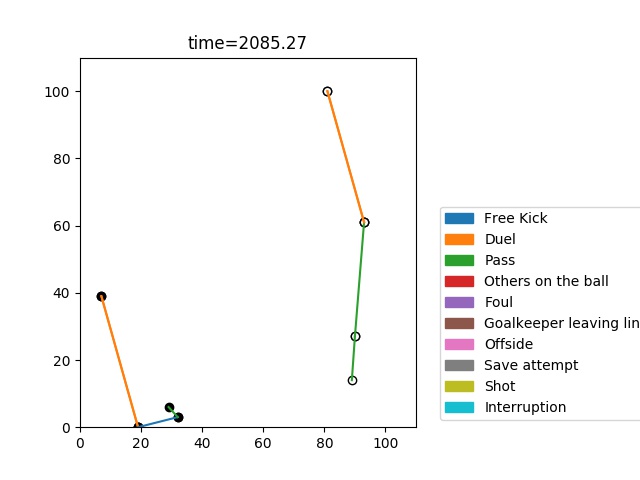 time=2085.27
100
80
60
40
20
0
0 20 40 60 80 100
Free Kick
Duel
Pass
Others on the ball
Foul
Goalkeeper leaving lin
Offside
Save attempt
Shot
Interruption